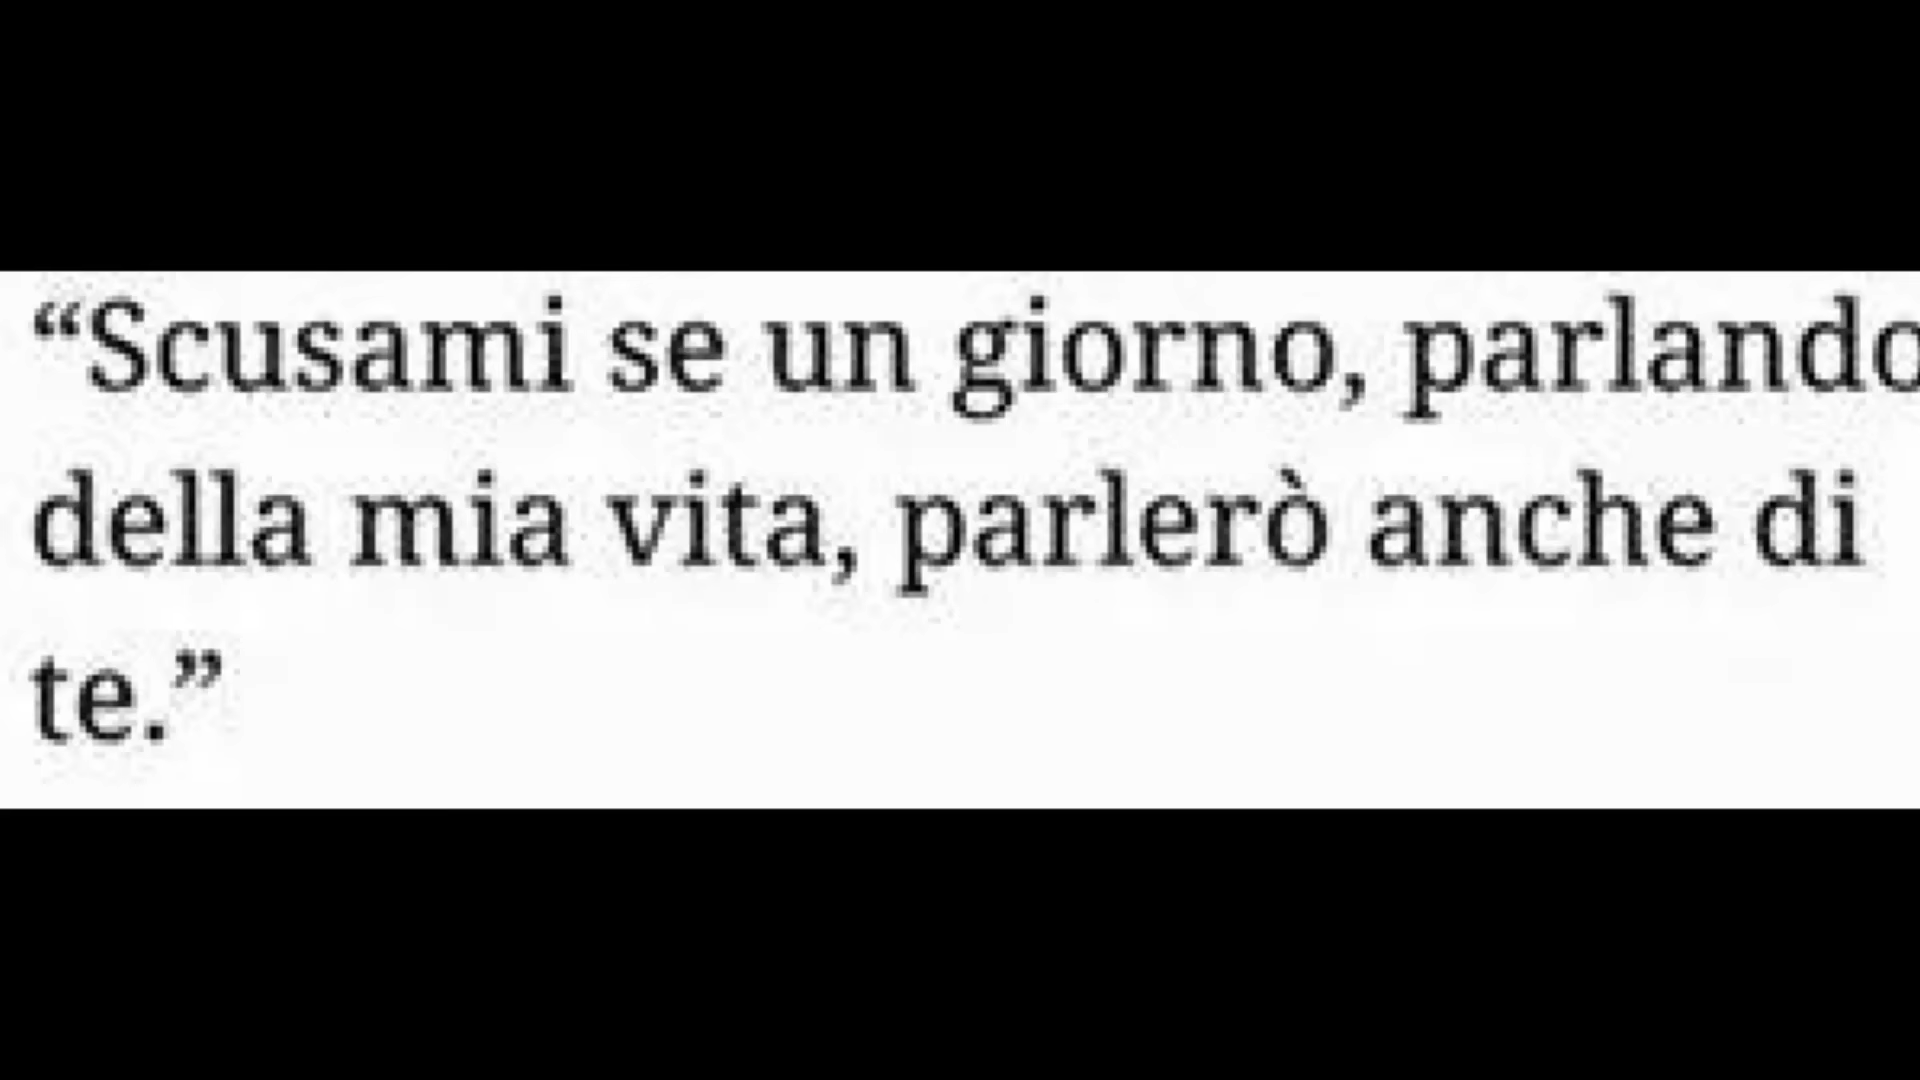 “Scusami se un giorno, parlando
della mia vita, parlerò anche di
te.”